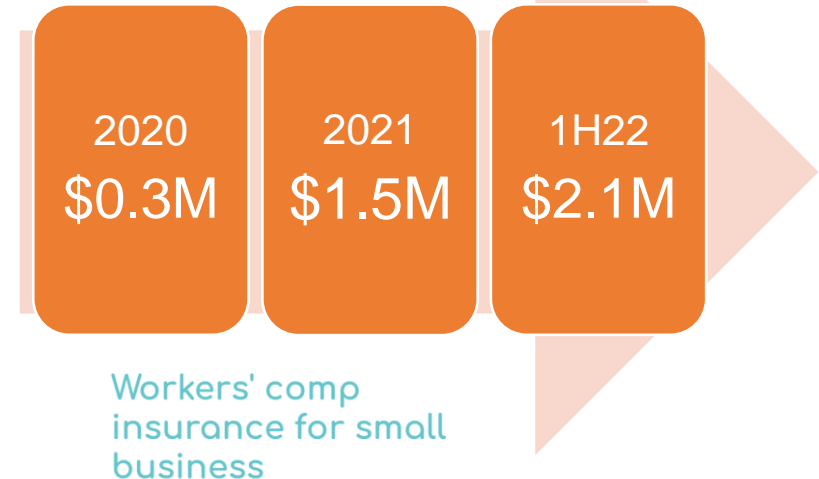 2020
$0.3M
2021
$1.5M
1H22
$2.1M
Workers' comp
insurance for small
business